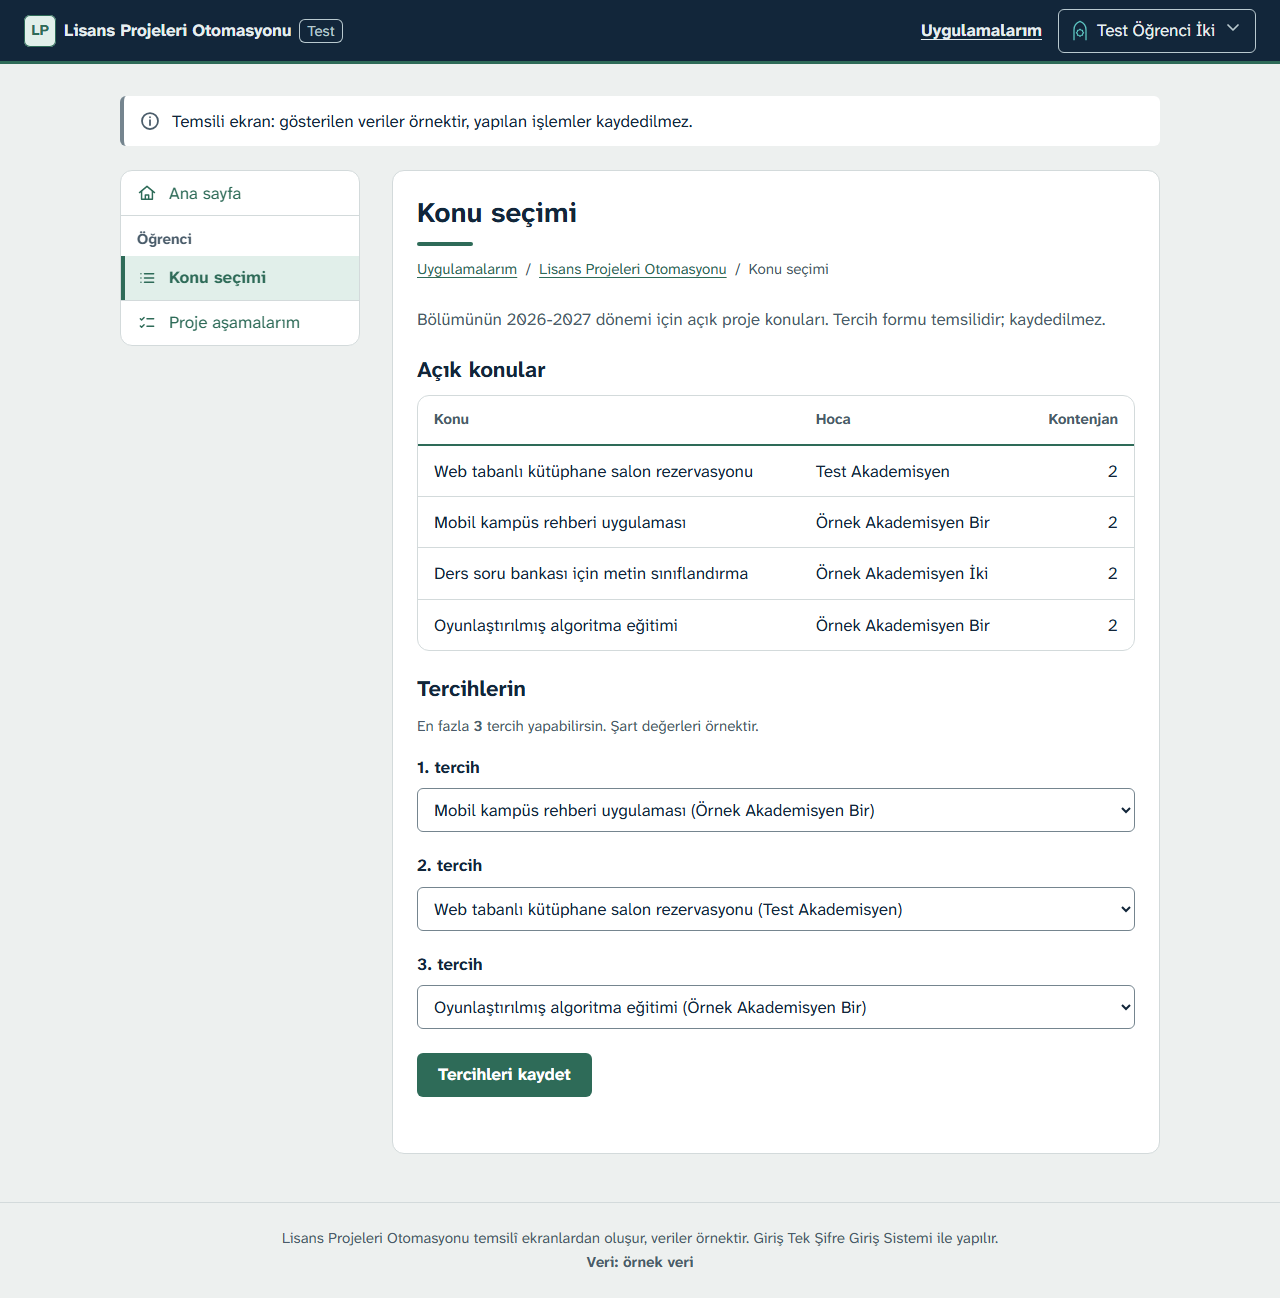 LP Lisans Projeleri Otomasyonu Test
Uygulamalarım
Test Öğrenci İki
Temsili ekran: gösterilen veriler örnektir, yapılan işlemler kaydedilmez.
Ana sayfa
Öğrenci
Konu seçimi
Proje aşamalarım
Konu seçimi
Uygulamalarım / Lisans Projeleri Otomasyonu / Konu seçimi
Bölümünün 2026-2027 dönemi için açık proje konuları. Tercih formu temsilidir; kaydedilmez.
Açık konular
Konu Hoca Kontenjan
Web tabanlı kütüphane salon rezervasyonu Test Akademisyen 2
Mobil kampüs rehberi uygulaması Örnek Akademisyen Bir 2
Ders soru bankası için metin sınıflandırma Örnek Akademisyen İki 2
Oyunlaştırılmış algoritma eğitimi Örnek Akademisyen Bir 2
Tercihlerin
En fazla 3 tercih yapabilirsin. Şart değerleri örnektir.
1. tercih
Mobil kampüs rehberi uygulaması (Örnek Akademisyen Bir)
2. tercih
Web tabanlı kütüphane salon rezervasyonu (Test Akademisyen)
3. tercih
Oyunlaştırılmış algoritma eğitimi (Örnek Akademisyen Bir)
Tercihleri kaydet
Lisans Projeleri Otomasyonu temsilî ekranlardan oluşur, veriler örnektir. Giriş Tek Şifre Giriş Sistemi ile yapılır.
Veri: örnek veri